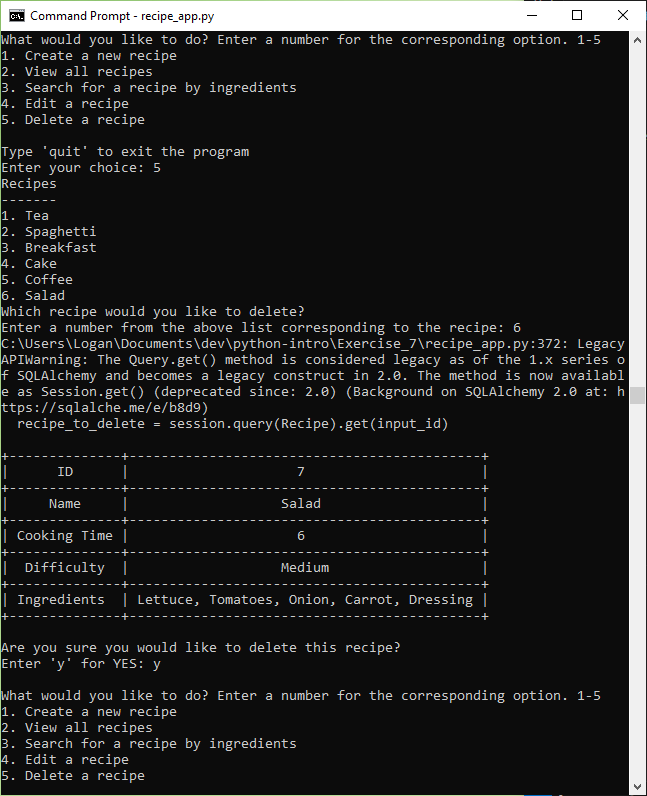 Command Prompt - recipe_app.py
What would you like to do? Enter a number for the corresponding option. 1-5
1. Create a new recipe
2. View all recipes
3. Search for a recipe by ingredients
4. Edit a recipe
5. Delete a recipe
Type 'quit' to exit the program
Enter your choice: 5
Recipes
-------
1. Tea
2. Spaghetti
3. Breakfast
4. Cake
5. Coffee
6. Salad
Which recipe would you like to delete?
Enter a number from the above list corresponding to the recipe: 6
C:\Users\Logan\Documents\dev\python-intro\Exercise_7\recipe_app.py:372: Legacy
APIWarning: The Query.get() method is considered legacy as of the 1.x series o
f SQLAlchemy and becomes a legacy construct in 2.0. The method is now availabl
e as Session.get() (deprecated since: 2.0) (Background on SQLAlchemy 2.0 at: h
ttps://sqlalche.me/e/b8d9)
  recipe_to_delete = session.query(Recipe).get(input_id)
+--------------+--------------------------------------------+
|      ID      |                     7                      |
+--------------+--------------------------------------------+
|     Name     |                   Salad                    |
+--------------+--------------------------------------------+
| Cooking Time |                     6                      |
+--------------+--------------------------------------------+
|  Difficulty  |                   Medium                   |
+--------------+--------------------------------------------+
| Ingredients  | Lettuce, Tomatoes, Onion, Carrot, Dressing |
+--------------+--------------------------------------------+
Are you sure you would like to delete this recipe?
Enter 'y' for YES: y
What would you like to do? Enter a number for the corresponding option. 1-5
1. Create a new recipe
2. View all recipes
3. Search for a recipe by ingredients
4. Edit a recipe
5. Delete a recipe